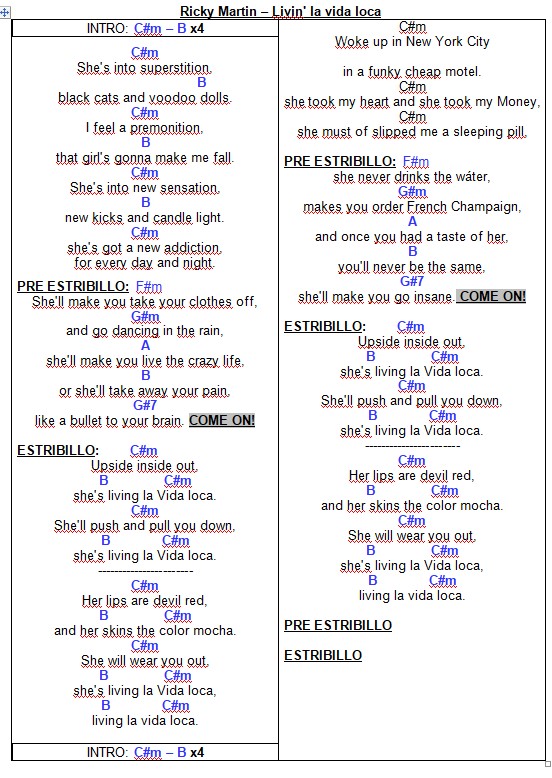 Ricky Martin – Livin' la vida loca
INTRO: C#m – B x4
C#m
She's into superstition,
B
black cats and voodoo dolls.
C#m
I feel a premonition,
B
that girl's gonna make me fall.
C#m
She's into new sensation,
B
new kicks and candle light.
C#m
she's got a new addiction,
for every day and night.
PRE ESTRIBILLO: F#m
She'll make you take your clothes off,
G#m
and go dancing in the rain,
A
she'll make you live the crazy life,
B
or she'll take away your pain,
G#7
like a bullet to your brain. COME ON!
ESTRIBILLO: C#m
Upside inside out,
B C#m
she's living la Vida loca.
C#m
She'll push and pull you down,
B C#m
she's living la Vida loca.
----------------------
C#m
Her lips are devil red,
B C#m
and her skins the color mocha.
C#m
She will wear you out,
B C#m
she's living la Vida loca,
B C#m
living la vida loca.
INTRO: C#m – B x4
C#m
Woke up in New York City
in a funky cheap motel.
C#m
she took my heart and she took my Money,
C#m
she must of slipped me a sleeping pill,
PRE ESTRIBILLO: F#m
she never drinks the wáter,
G#m
makes you order French Champaign,
A
and once you had a taste of her,
B
you'll never be the same,
G#7
she'll make you go insane. COME ON!
ESTRIBILLO: C#m
Upside inside out,
B C#m
she's living la Vida loca.
C#m
She'll push and pull you down,
B C#m
she's living la Vida loca.
----------------------
C#m
Her lips are devil red,
B C#m
and her skins the color mocha.
C#m
She will wear you out,
B C#m
she's living la Vida loca,
B C#m
living la vida loca.
PRE ESTRIBILLO
ESTRIBILLO